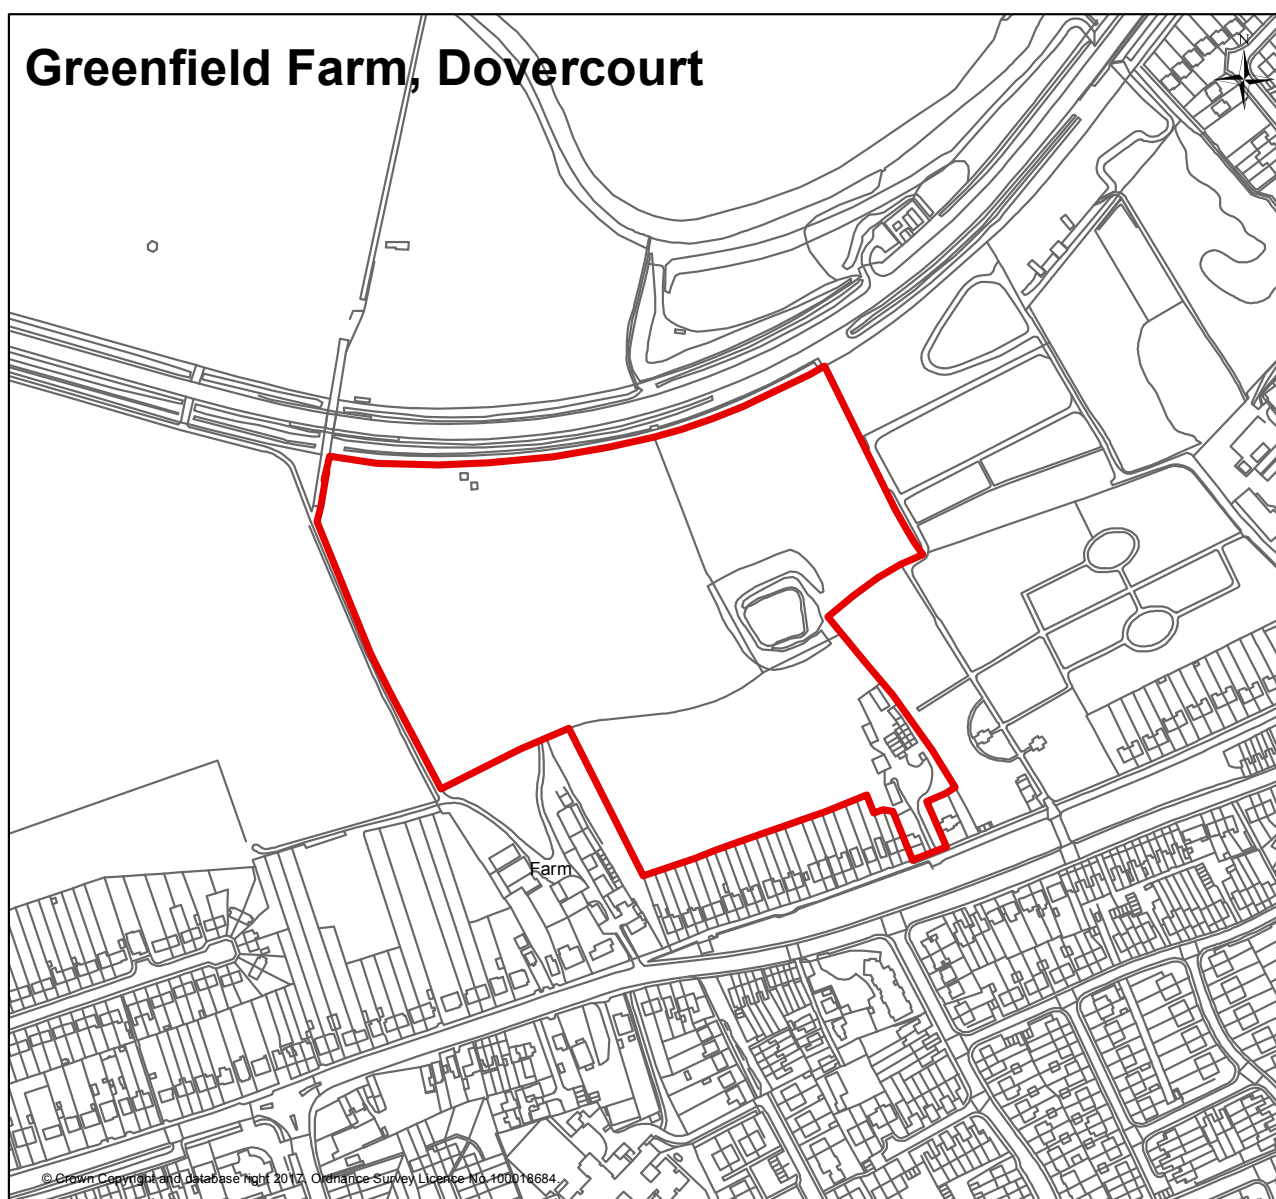 Greenfield Farm, Dovercourt
N
Farm
© Crown Copyright and database right 2017. Ordnance Survey Licence No.100018684.